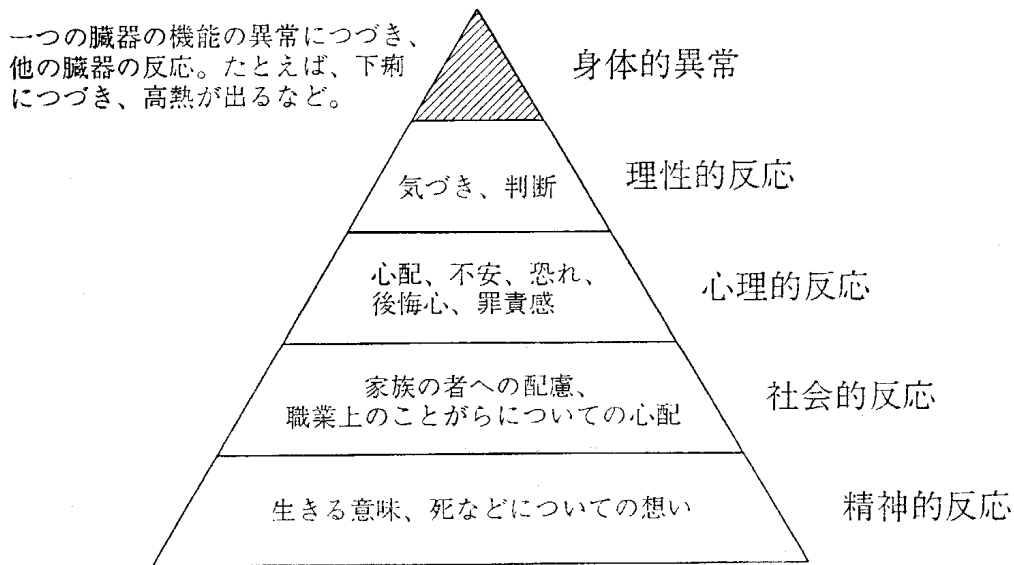 一つの臓器の機能の異常につづき、
他の臓器の反応。たとえば、下痢
につづき、高熱が出るなど。
身体的異常
気づき、判断
理性的反応
心配、不安、恐れ、
後悔心、罪責感
心理的反応
家族の者への配慮、
職業上のことがらについての心配
社会的反応
生きる意味、死などについての想い
精神的反応